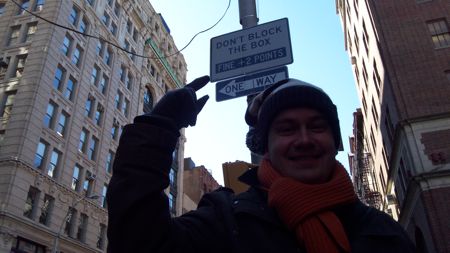 DON'T BLOCK
THE BOX
FINE + 2 POINTS
ONE WAY